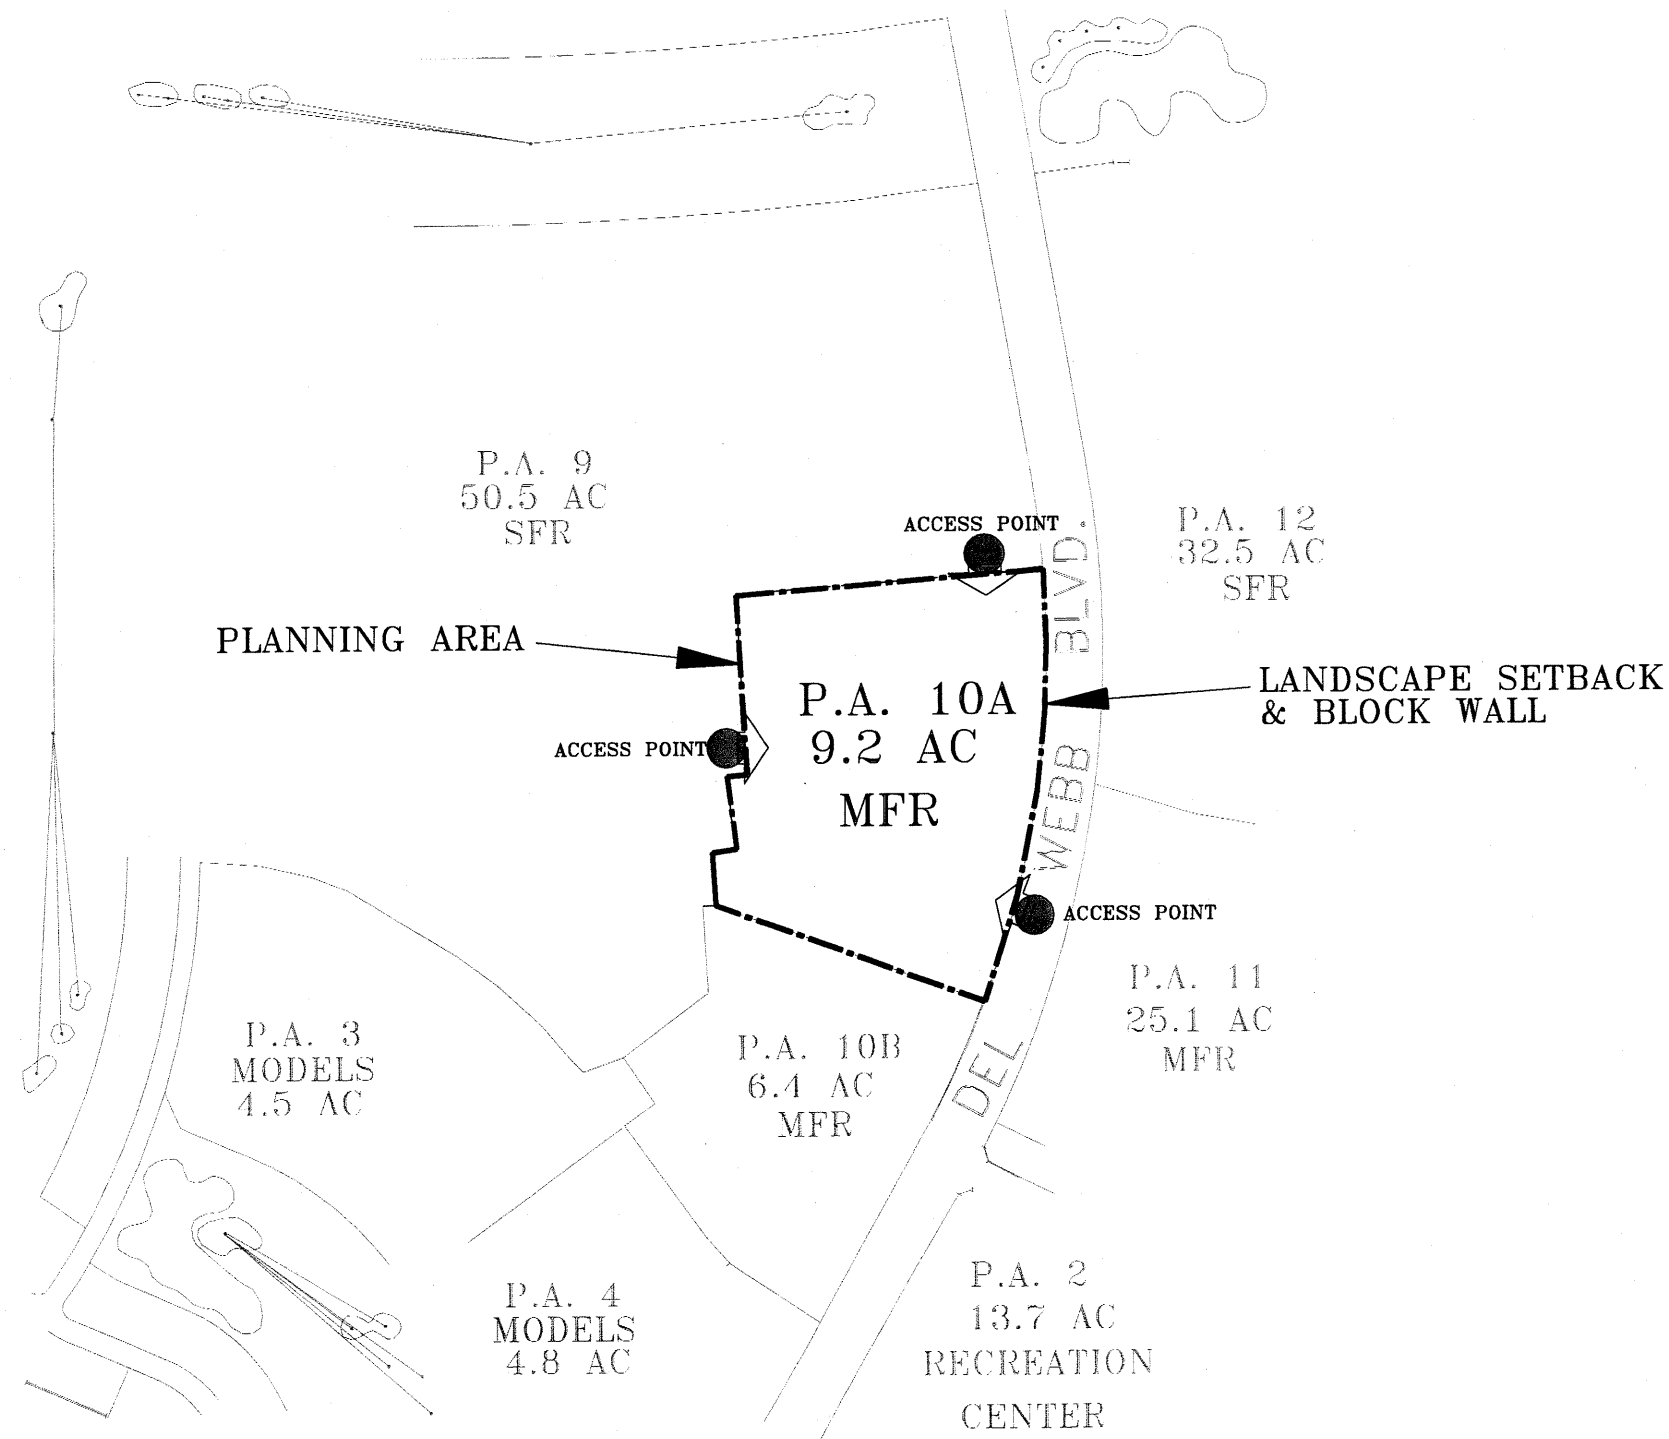 P.A. 9
50.5 AC
SFR
ACCESS POINT
P.A. 12
32.5 AC
SFR
PLANNING AREA
P.A. 10A
9.2 AC
MFR
LANDSCAPE SETBACK
& BLOCK WALL
ACCESS POINT
DEL WEBB BLVD.
ACCESS POINT
P.A. 11
25.1 AC
MFR
P.A. 3
MODELS
4.5 AC
P.A. 10B
6.4 AC
MFR
P.A. 4
MODELS
4.8 AC
P.A. 2
13.7 AC
RECREATION
CENTER